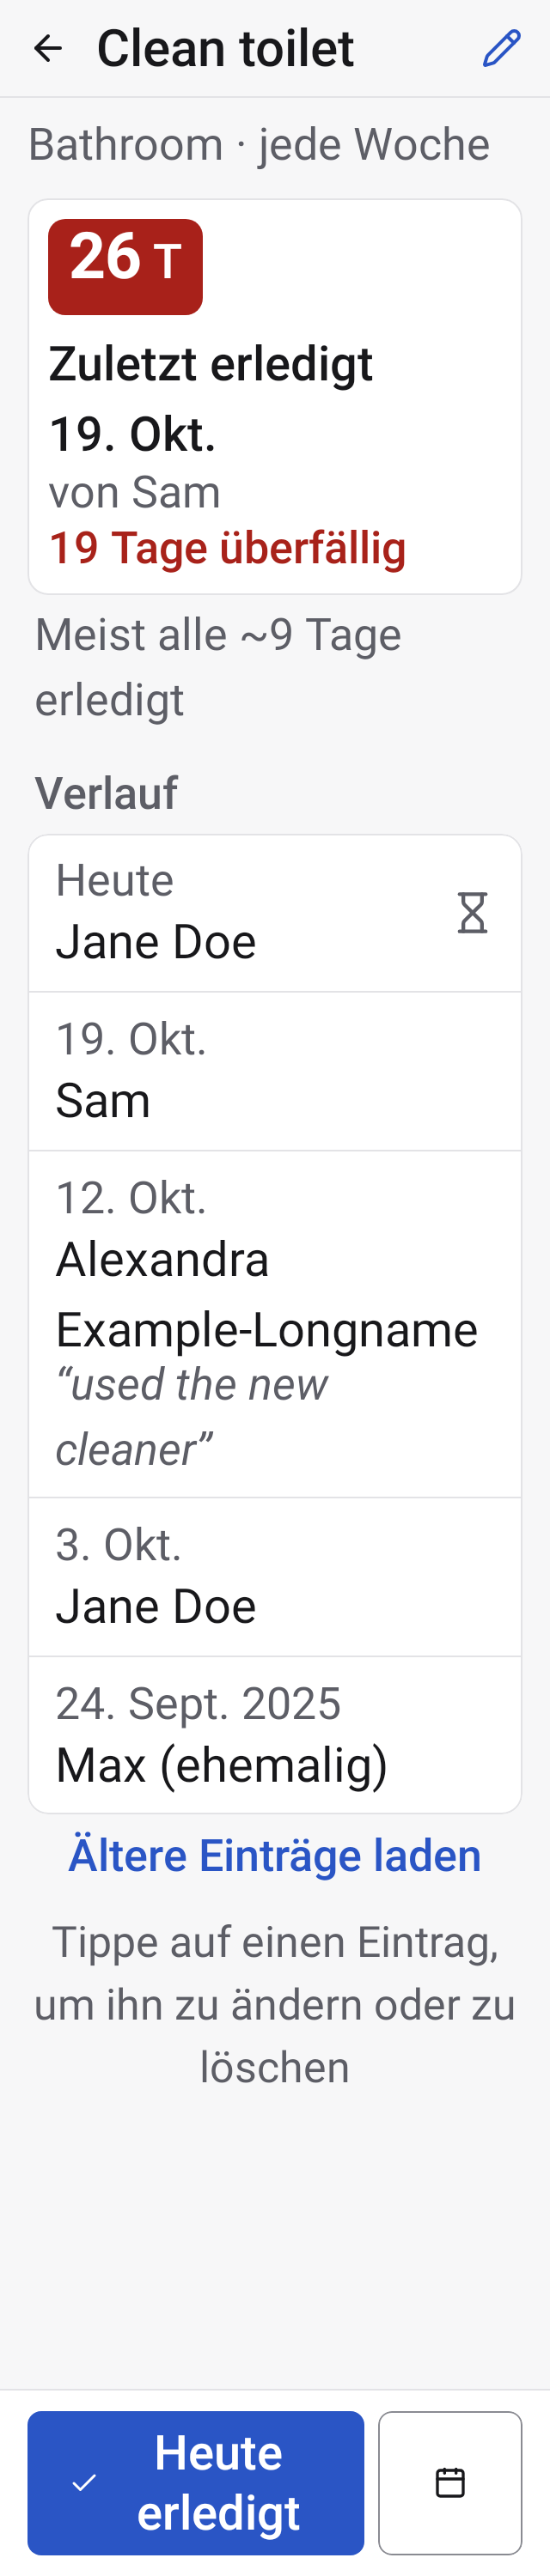 Clean toilet
Bathroom · jede Woche
26 T
Zuletzt erledigt
19. Okt.
von Sam
19 Tage überfällig
Meist alle ~9 Tage
erledigt
Verlauf
Heute
Jane Doe
19. Okt.
Sam
12. Okt.
Alexandra
Example-Longname
“used the new
cleaner”
3. Okt.
Jane Doe
24. Sept. 2025
Max (ehemalig)
Ältere Einträge laden
Tippe auf einen Eintrag,
um ihn zu ändern oder zu
löschen
Heute
erledigt